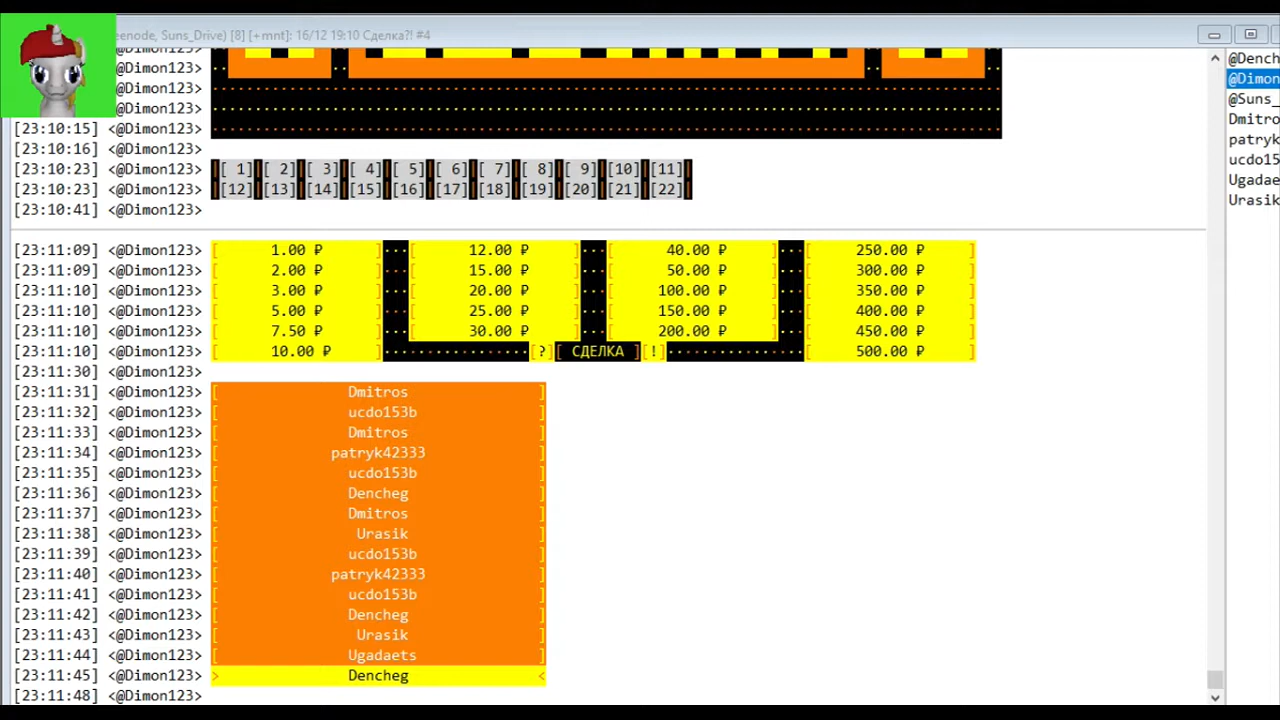 eenode, Suns_Drive) [8] [+mnt]: 16/12 19:10 Сделка?! #4
<@Dimon123>
<@Dimon123>
<@Dimon123>
<@Dimon123>
[23:10:15] <@Dimon123>
[23:10:16] <@Dimon123>
[23:10:23] <@Dimon123> [ 1] [ 2] [ 3] [ 4] [ 5] [ 6] [ 7] [ 8] [ 9] [10] [11]
[23:10:23] <@Dimon123> [12] [13] [14] [15] [16] [17] [18] [19] [20] [21] [22]
[23:10:41] <@Dimon123>
[23:11:09] <@Dimon123> [ 1.00 ₽ ]···[ 12.00 ₽ ]···[ 40.00 ₽ ]···[ 250.00 ₽ ]
[23:11:09] <@Dimon123> [ 2.00 ₽ ]···[ 15.00 ₽ ]···[ 50.00 ₽ ]···[ 300.00 ₽ ]
[23:11:10] <@Dimon123> [ 3.00 ₽ ]···[ 20.00 ₽ ]···[ 100.00 ₽ ]···[ 350.00 ₽ ]
[23:11:10] <@Dimon123> [ 5.00 ₽ ]···[ 25.00 ₽ ]···[ 150.00 ₽ ]···[ 400.00 ₽ ]
[23:11:10] <@Dimon123> [ 7.50 ₽ ]···[ 30.00 ₽ ]···[ 200.00 ₽ ]···[ 450.00 ₽ ]
[23:11:10] <@Dimon123> [ 10.00 ₽ ]················[?][ СДЕЛКА ][!]················[ 500.00 ₽ ]
[23:11:30] <@Dimon123>
[23:11:31] <@Dimon123> [ Dmitros ]
[23:11:32] <@Dimon123> [ ucdo153b ]
[23:11:33] <@Dimon123> [ Dmitros ]
[23:11:34] <@Dimon123> [ patryk42333 ]
[23:11:35] <@Dimon123> [ ucdo153b ]
[23:11:36] <@Dimon123> [ Dencheg ]
[23:11:37] <@Dimon123> [ Dmitros ]
[23:11:38] <@Dimon123> [ Urasik ]
[23:11:39] <@Dimon123> [ ucdo153b ]
[23:11:40] <@Dimon123> [ patryk42333 ]
[23:11:41] <@Dimon123> [ ucdo153b ]
[23:11:42] <@Dimon123> [ Dencheg ]
[23:11:43] <@Dimon123> [ Urasik ]
[23:11:44] <@Dimon123> [ Ugadaets ]
[23:11:45] <@Dimon123> > Dencheg <
[23:11:48] <@Dimon123>
@Dench
@Dimon
@Suns_
Dmitro
patryk
ucdo15
Ugadae
Urasik